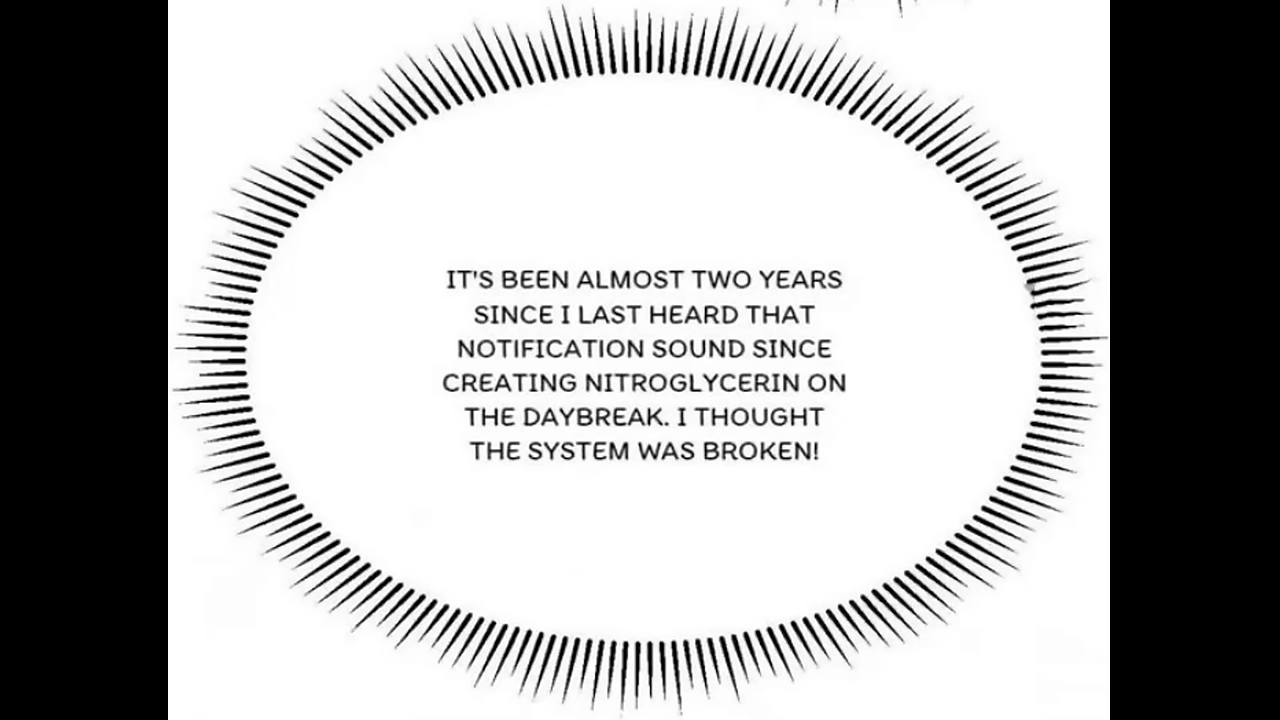 IT'S BEEN ALMOST TWO YEARS
SINCE I LAST HEARD THAT
NOTIFICATION SOUND SINCE
CREATING NITROGLYCERIN ON
THE DAYBREAK. I THOUGHT
THE SYSTEM WAS BROKEN!